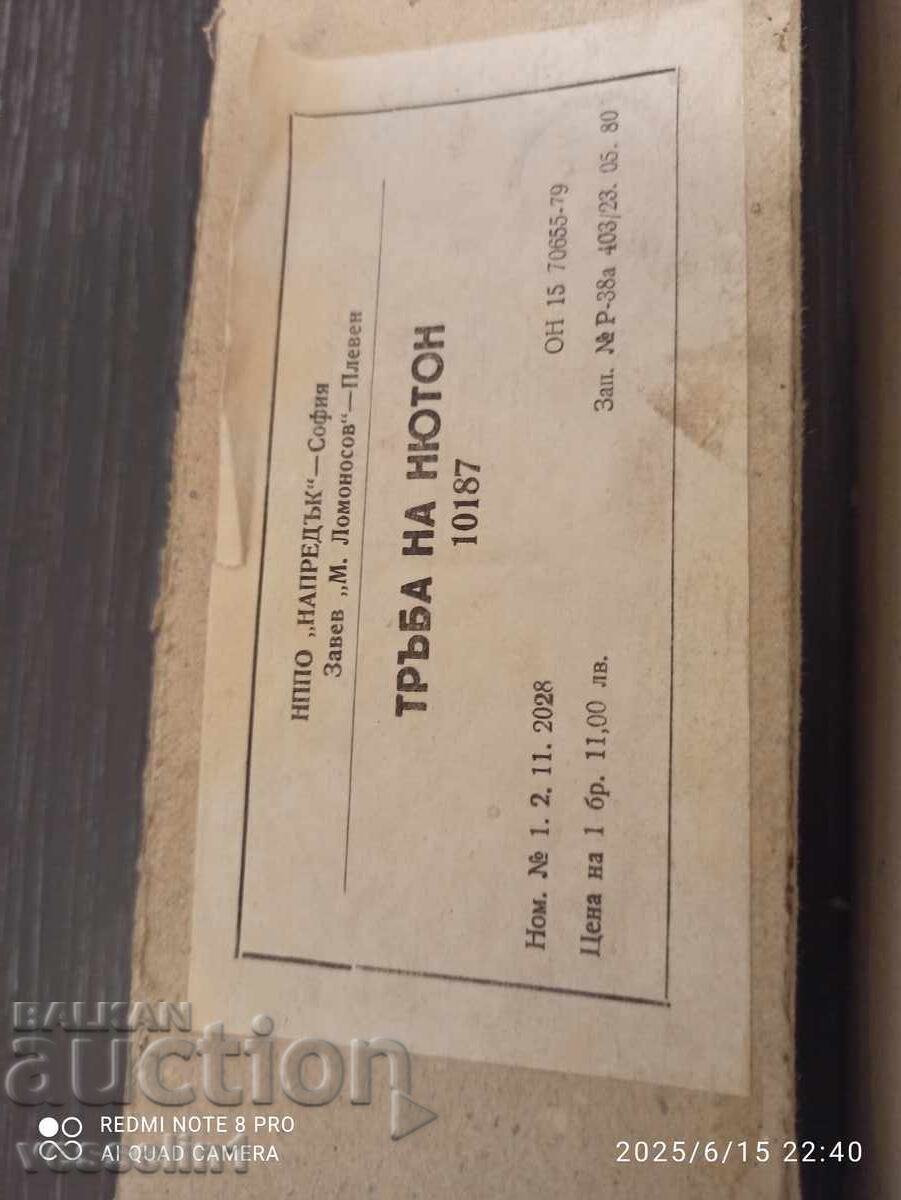 НППО „НАПРЕДЪК“—София
Завев „М. Ломоносов“—Плевен
ТРЪБА НА НЮТОН
10187
Ном. № 1. 2. 11. 2028
ОН 15 70655-79
Цена на 1 бр. 11,00 лв.
Зап. № Р-38а 403/23. 05. 80
BALKAN
auction
vesselin1
REDMI NOTE 8 PRO
AI QUAD CAMERA
2025/6/15 22:40